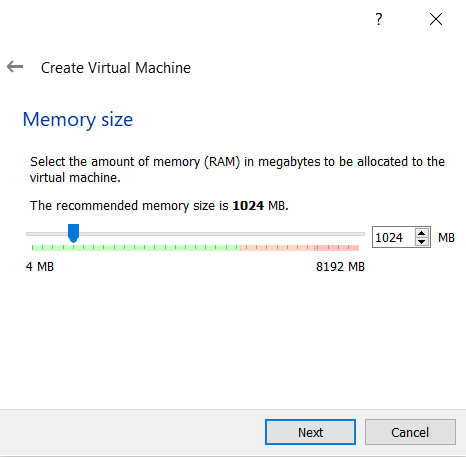 ?
Create Virtual Machine
Memory size
Select the amount of memory (RAM) in megabytes to be allocated to the
virtual machine.
The recommended memory size is 1024 MB.
1024 MB
4 MB 8192 MB
Next Cancel